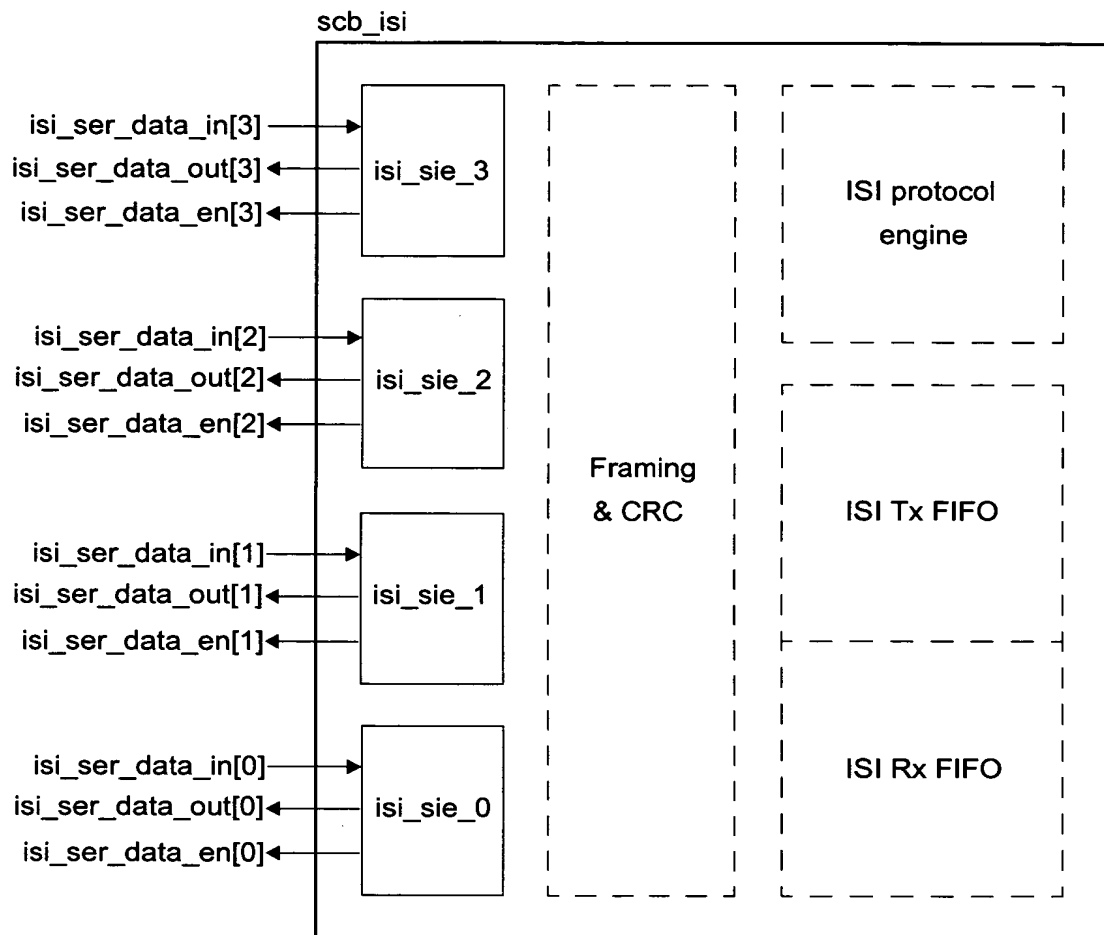 scb_isi
isi_ser_data_in[3]
isi_ser_data_out[3]
isi_ser_data_en[3]
isi_sie_3
isi_ser_data_in[2]
isi_ser_data_out[2]
isi_ser_data_en[2]
isi_sie_2
isi_ser_data_in[1]
isi_ser_data_out[1]
isi_ser_data_en[1]
isi_sie_1
isi_ser_data_in[0]
isi_ser_data_out[0]
isi_ser_data_en[0]
isi_sie_0
Framing
& CRC
ISI protocol
engine
ISI Tx FIFO
ISI Rx FIFO